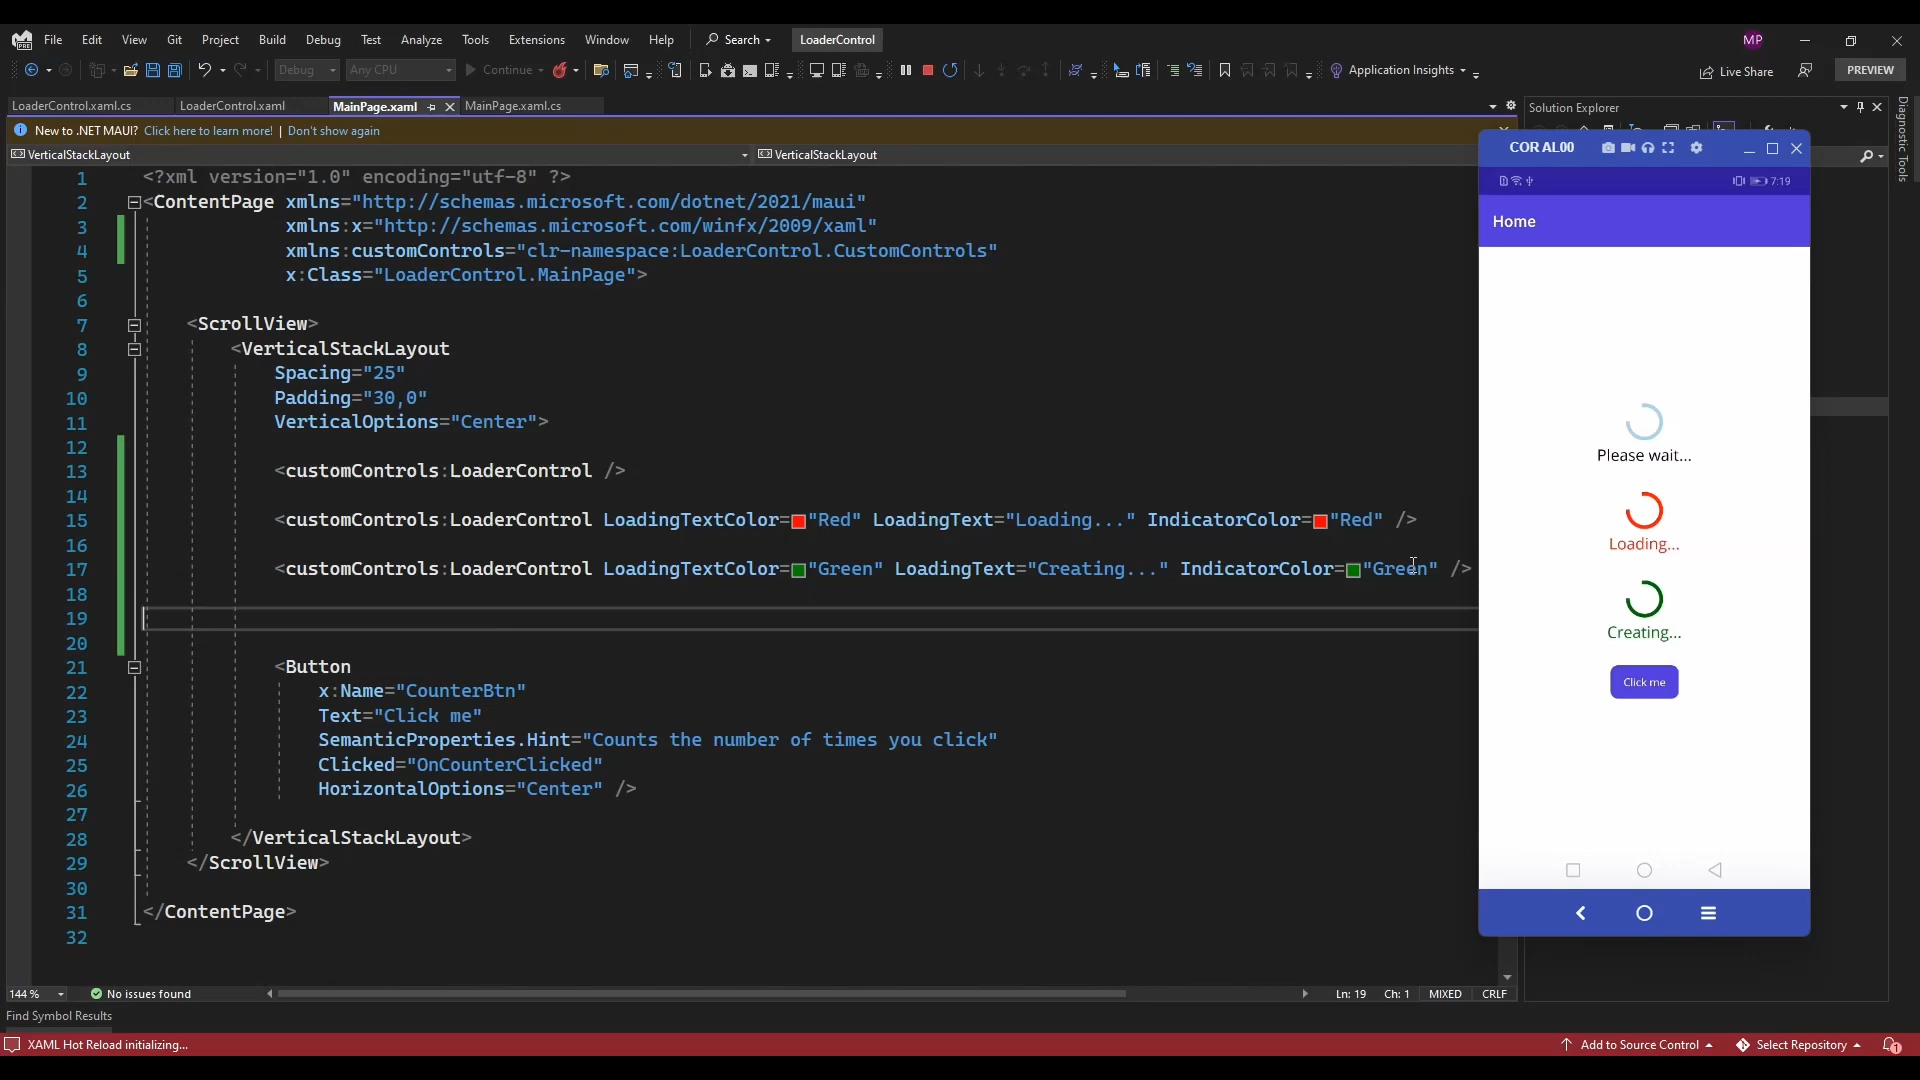 File Edit View Git Project Build Debug Test Analyze Tools Extensions Window Help Search LoaderControl MP
Debug Any CPU Continue Application Insights Live Share PREVIEW
LoaderControl.xaml.cs LoaderControl.xaml MainPage.xaml MainPage.xaml.cs
New to .NET MAUI? Click here to learn more! | Don't show again
VerticalStackLayout VerticalStackLayout
1 <?xml version="1.0" encoding="utf-8" ?>
2 <ContentPage xmlns="http://schemas.microsoft.com/dotnet/2021/maui"
3 xmlns:x="http://schemas.microsoft.com/winfx/2009/xaml"
4 xmlns:customControls="clr-namespace:LoaderControl.CustomControls"
5 x:Class="LoaderControl.MainPage">
6
7 <ScrollView>
8 <VerticalStackLayout
9 Spacing="25"
10 Padding="30,0"
11 VerticalOptions="Center">
12
13 <customControls:LoaderControl />
14
15 <customControls:LoaderControl LoadingTextColor="Red" LoadingText="Loading..." IndicatorColor="Red" />
16
17 <customControls:LoaderControl LoadingTextColor="Green" LoadingText="Creating..." IndicatorColor="Green" />
18
19
20
21 <Button
22 x:Name="CounterBtn"
23 Text="Click me"
24 SemanticProperties.Hint="Counts the number of times you click"
25 Clicked="OnCounterClicked"
26 HorizontalOptions="Center" />
27
28 </VerticalStackLayout>
29 </ScrollView>
30
31 </ContentPage>
32
144 % No issues found Ln: 19 Ch: 1 MIXED CRLF
Find Symbol Results
XAML Hot Reload initializing... Add to Source Control Select Repository 1
Solution Explorer
Diagnostic Tools
COR AL00
7:19
Home
Please wait...
Loading...
Creating...
Click me